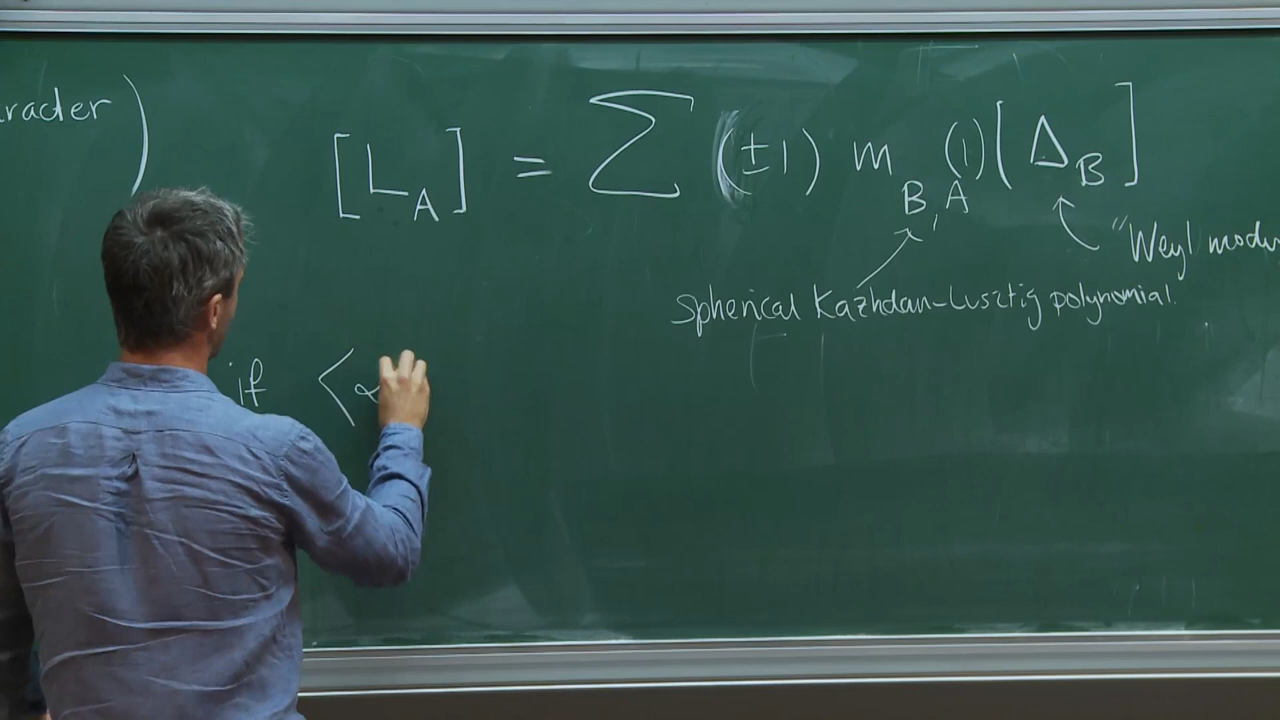 aracter)
[L_A] = ∑ (±1) m_{B,A}(1) [Δ_B]
"Weyl modu
Spherical Kazhdan-Lusztig polynomial.
if ⟨α